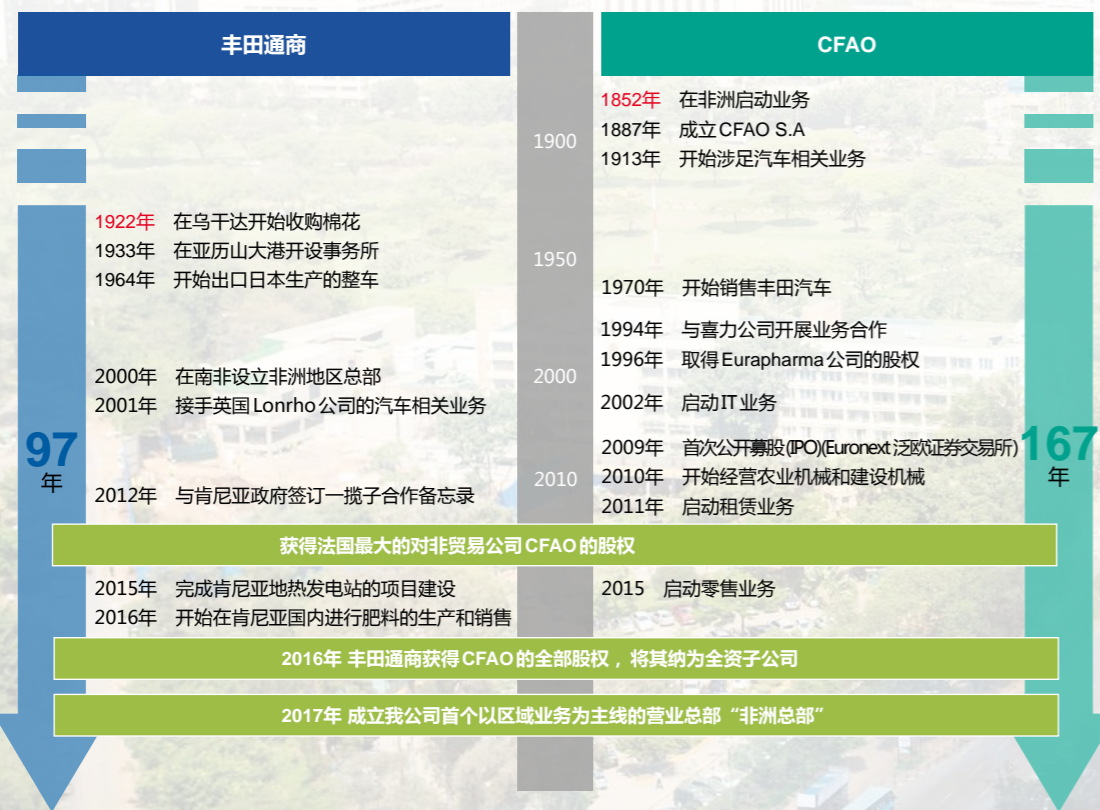 丰田通商
CFAO
1852年 在非洲启动业务
1887年 成立CFAO S.A
1900
1913年 开始涉足汽车相关业务
1922年 在乌干达开始收购棉花
1933年 在亚历山大港开设事务所
1950
1964年 开始出口日本生产的整车
1970年 开始销售丰田汽车
1994年 与喜力公司开展业务合作
1996年 取得Eurapharma公司的股权
2000年 在南非设立非洲地区总部
2000
2001年 接手英国Lonrho公司的汽车相关业务
2002年 启动IT业务
97
年
2009年 首次公开募股(IPO)(Euronext 泛欧证券交易所)
167
年
2010年 开始经营农业机械和建设机械
2010
2012年 与肯尼亚政府签订一揽子合作备忘录
2011年 启动租赁业务
获得法国最大的对非贸易公司CFAO的股权
2015年 完成肯尼亚地热发电站的项目建设
2015 启动零售业务
2016年 开始在肯尼亚国内进行肥料的生产和销售
2016年 丰田通商获得CFAO的全部股权，将其纳为全资子公司
2017年 成立我公司首个以区域业务为主线的营业总部“非洲总部”